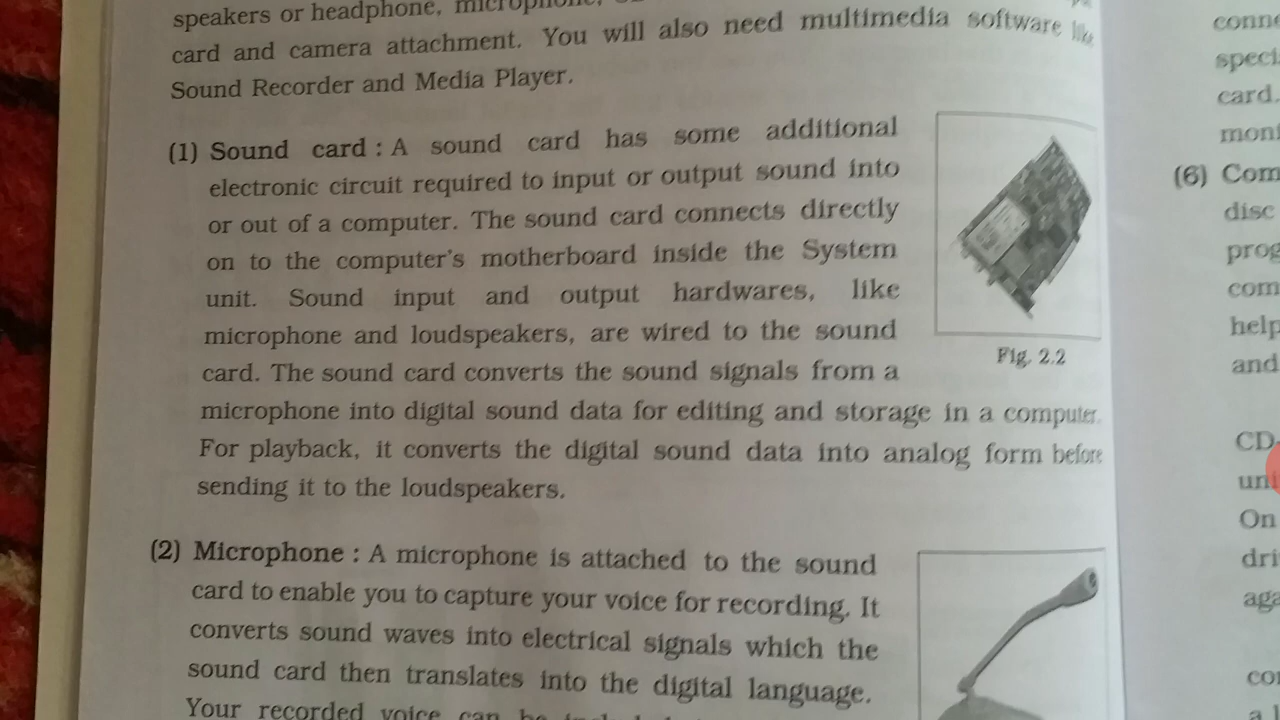 speakers or headphone, microphone,
card and camera attachment. You will also need multimedia software like
Sound Recorder and Media Player.
(1) Sound card : A sound card has some additional
electronic circuit required to input or output sound into
or out of a computer. The sound card connects directly
on to the computer's motherboard inside the System
unit. Sound input and output hardwares, like
microphone and loudspeakers, are wired to the sound
card. The sound card converts the sound signals from a
microphone into digital sound data for editing and storage in a computer.
For playback, it converts the digital sound data into analog form before
sending it to the loudspeakers.
Fig. 2.2
(2) Microphone : A microphone is attached to the sound
card to enable you to capture your voice for recording. It
converts sound waves into electrical signals which the
sound card then translates into the digital language.
Your recorded voice can be
card.
(6) Com
disc
prog
com
help
and
CD
On
dri
aga